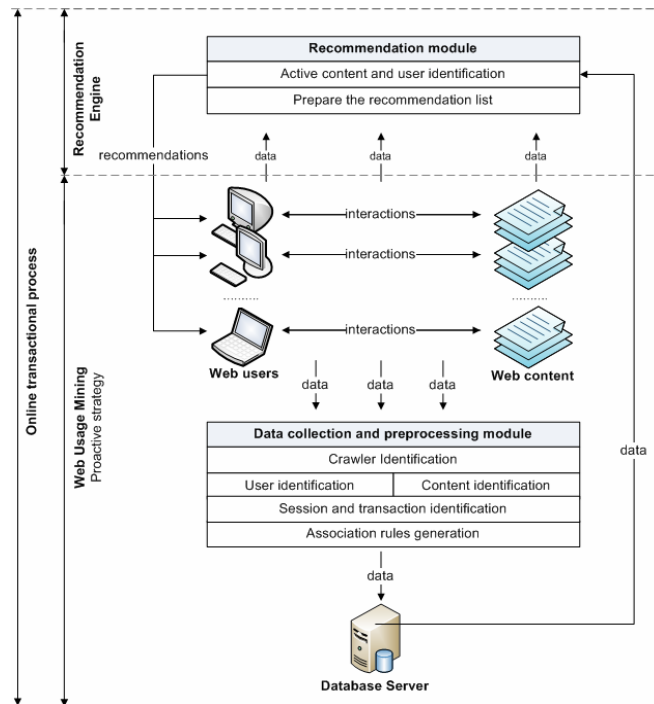 Online transactional process
Recommendation
Engine
Web Usage Mining
Proactive strategy
Recommendation module
Active content and user identification
Prepare the recommendation list
recommendations
data
data
data
interactions
interactions
............
............
interactions
Web users
Web content
data
data
data
Data collection and preprocessing module
Crawler Identification
User identification
Content identification
Session and transaction identification
Association rules generation
data
data
Database Server